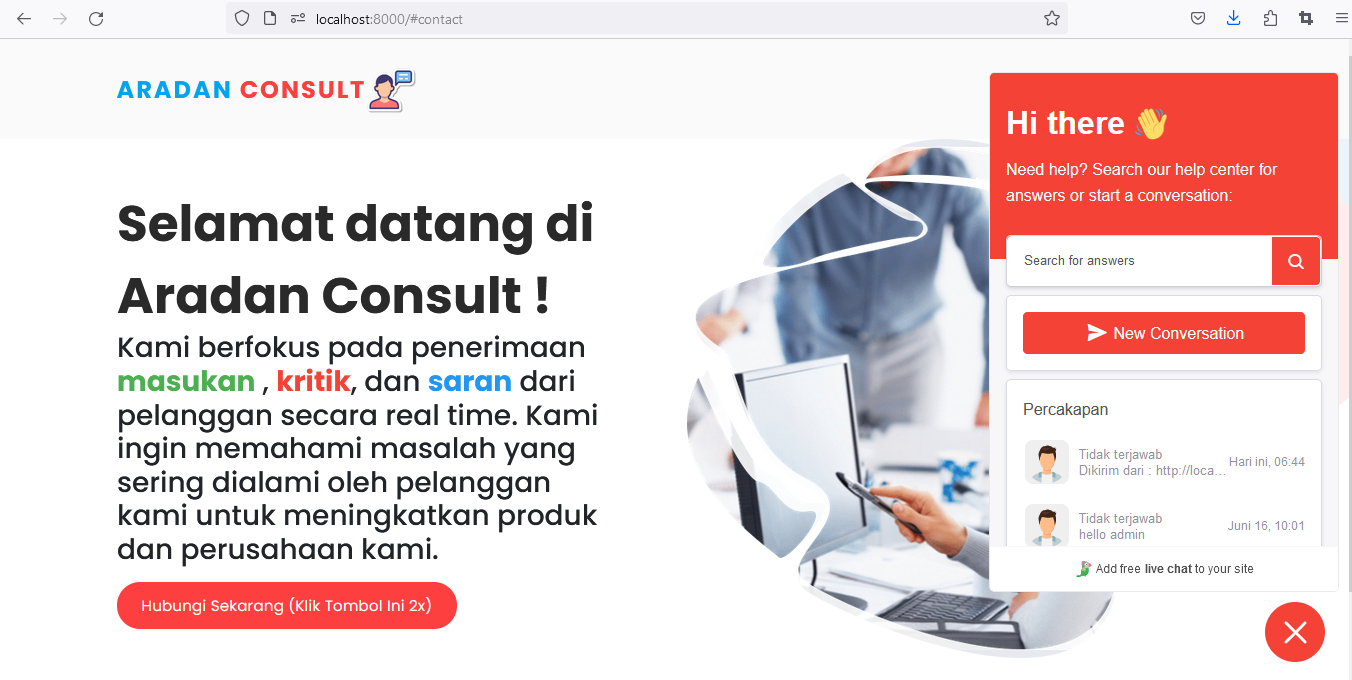 localhost:8000/#contact
ARADAN CONSULT
Selamat datang di
Aradan Consult !
Kami berfokus pada penerimaan
masukan , kritik, dan saran dari
pelanggan secara real time. Kami
ingin memahami masalah yang
sering dialami oleh pelanggan
kami untuk meningkatkan produk
dan perusahaan kami.
Hubungi Sekarang (Klik Tombol Ini 2x)
Hi there 👋
Need help? Search our help center for
answers or start a conversation:
Search for answers
New Conversation
Percakapan
Tidak terjawab
Dikirim dari : http://loca... Hari ini, 06:44
Tidak terjawab
hello admin Juni 16, 10:01
Add free live chat to your site